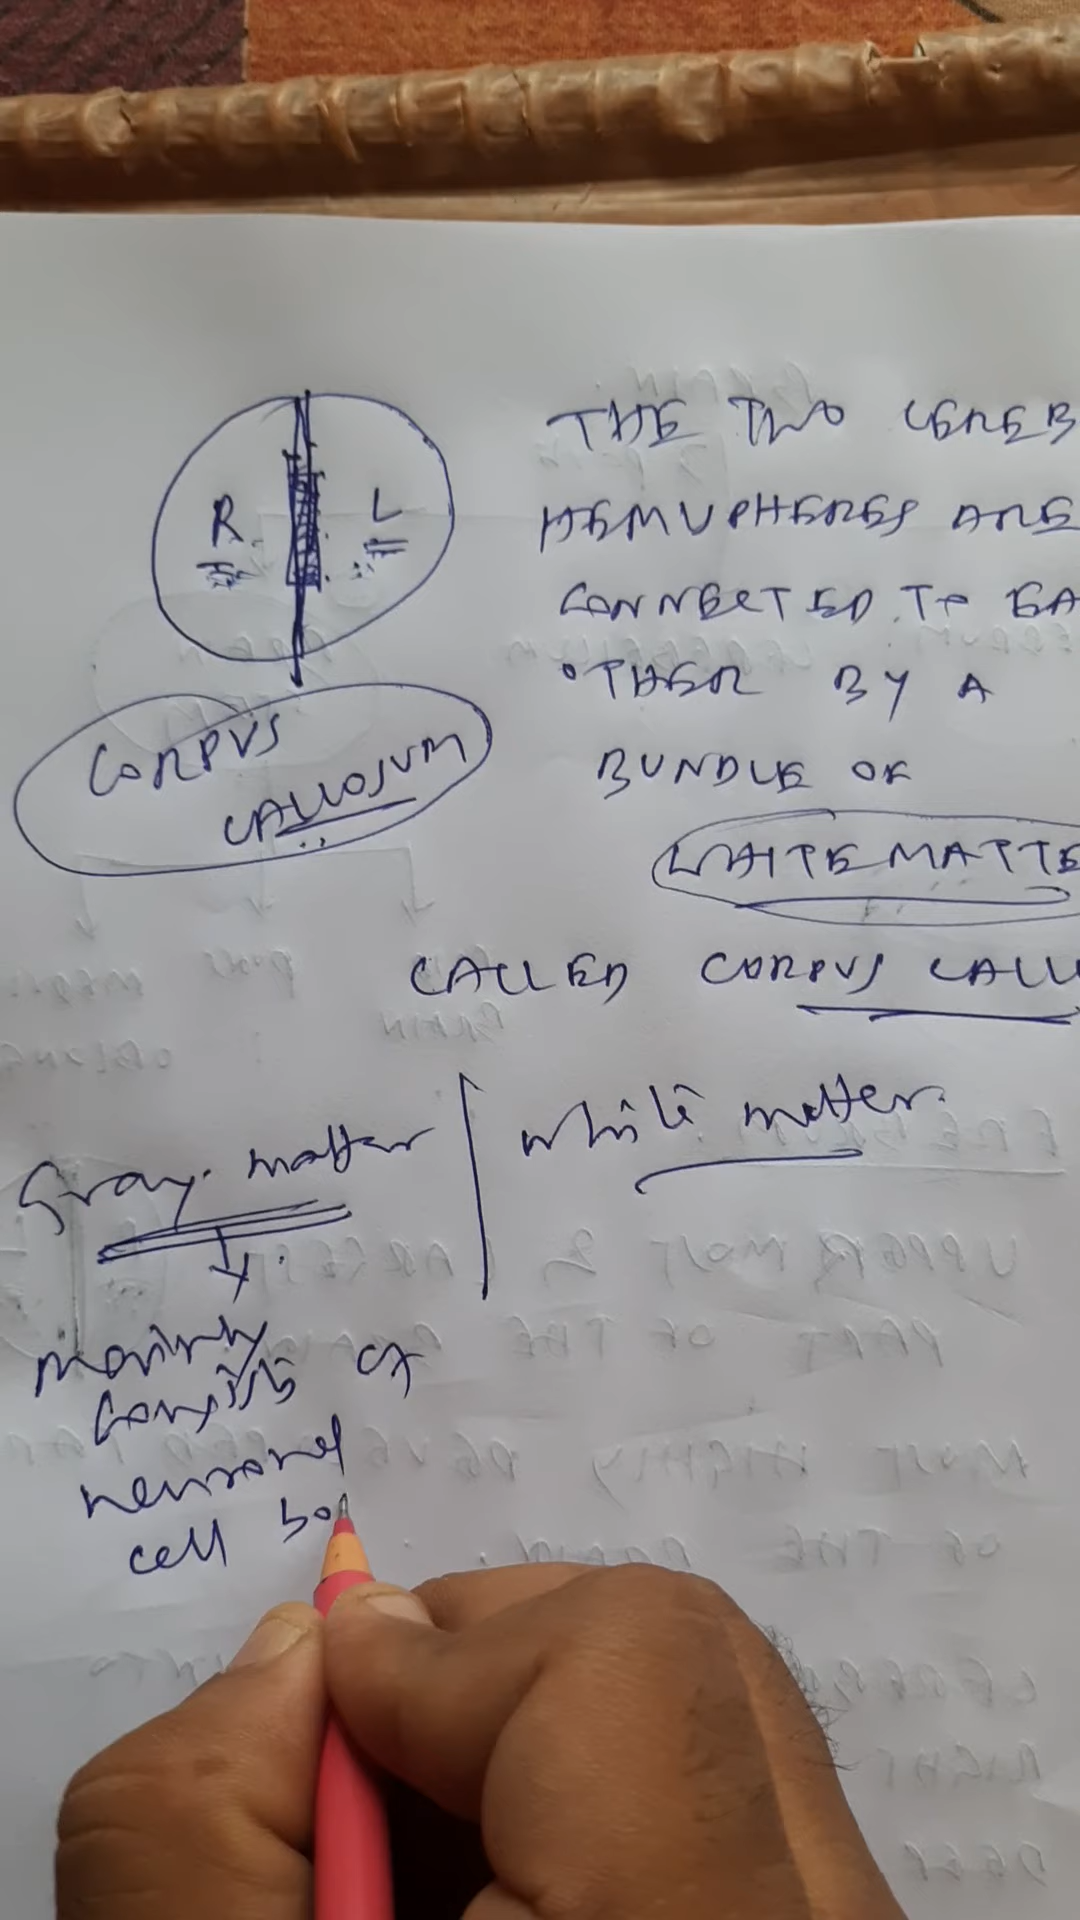 R
L
CORPUS
CALLOSUM
THE TWO CEREB
HEMUPHERES ARE
CONNECTED TO EA
OTHER BY A
BUNDLE OF
WHITE MATTE
CALLED CORPUS CALL
Gray matter
white matter
mainly
consists of
neuronal
cell bo